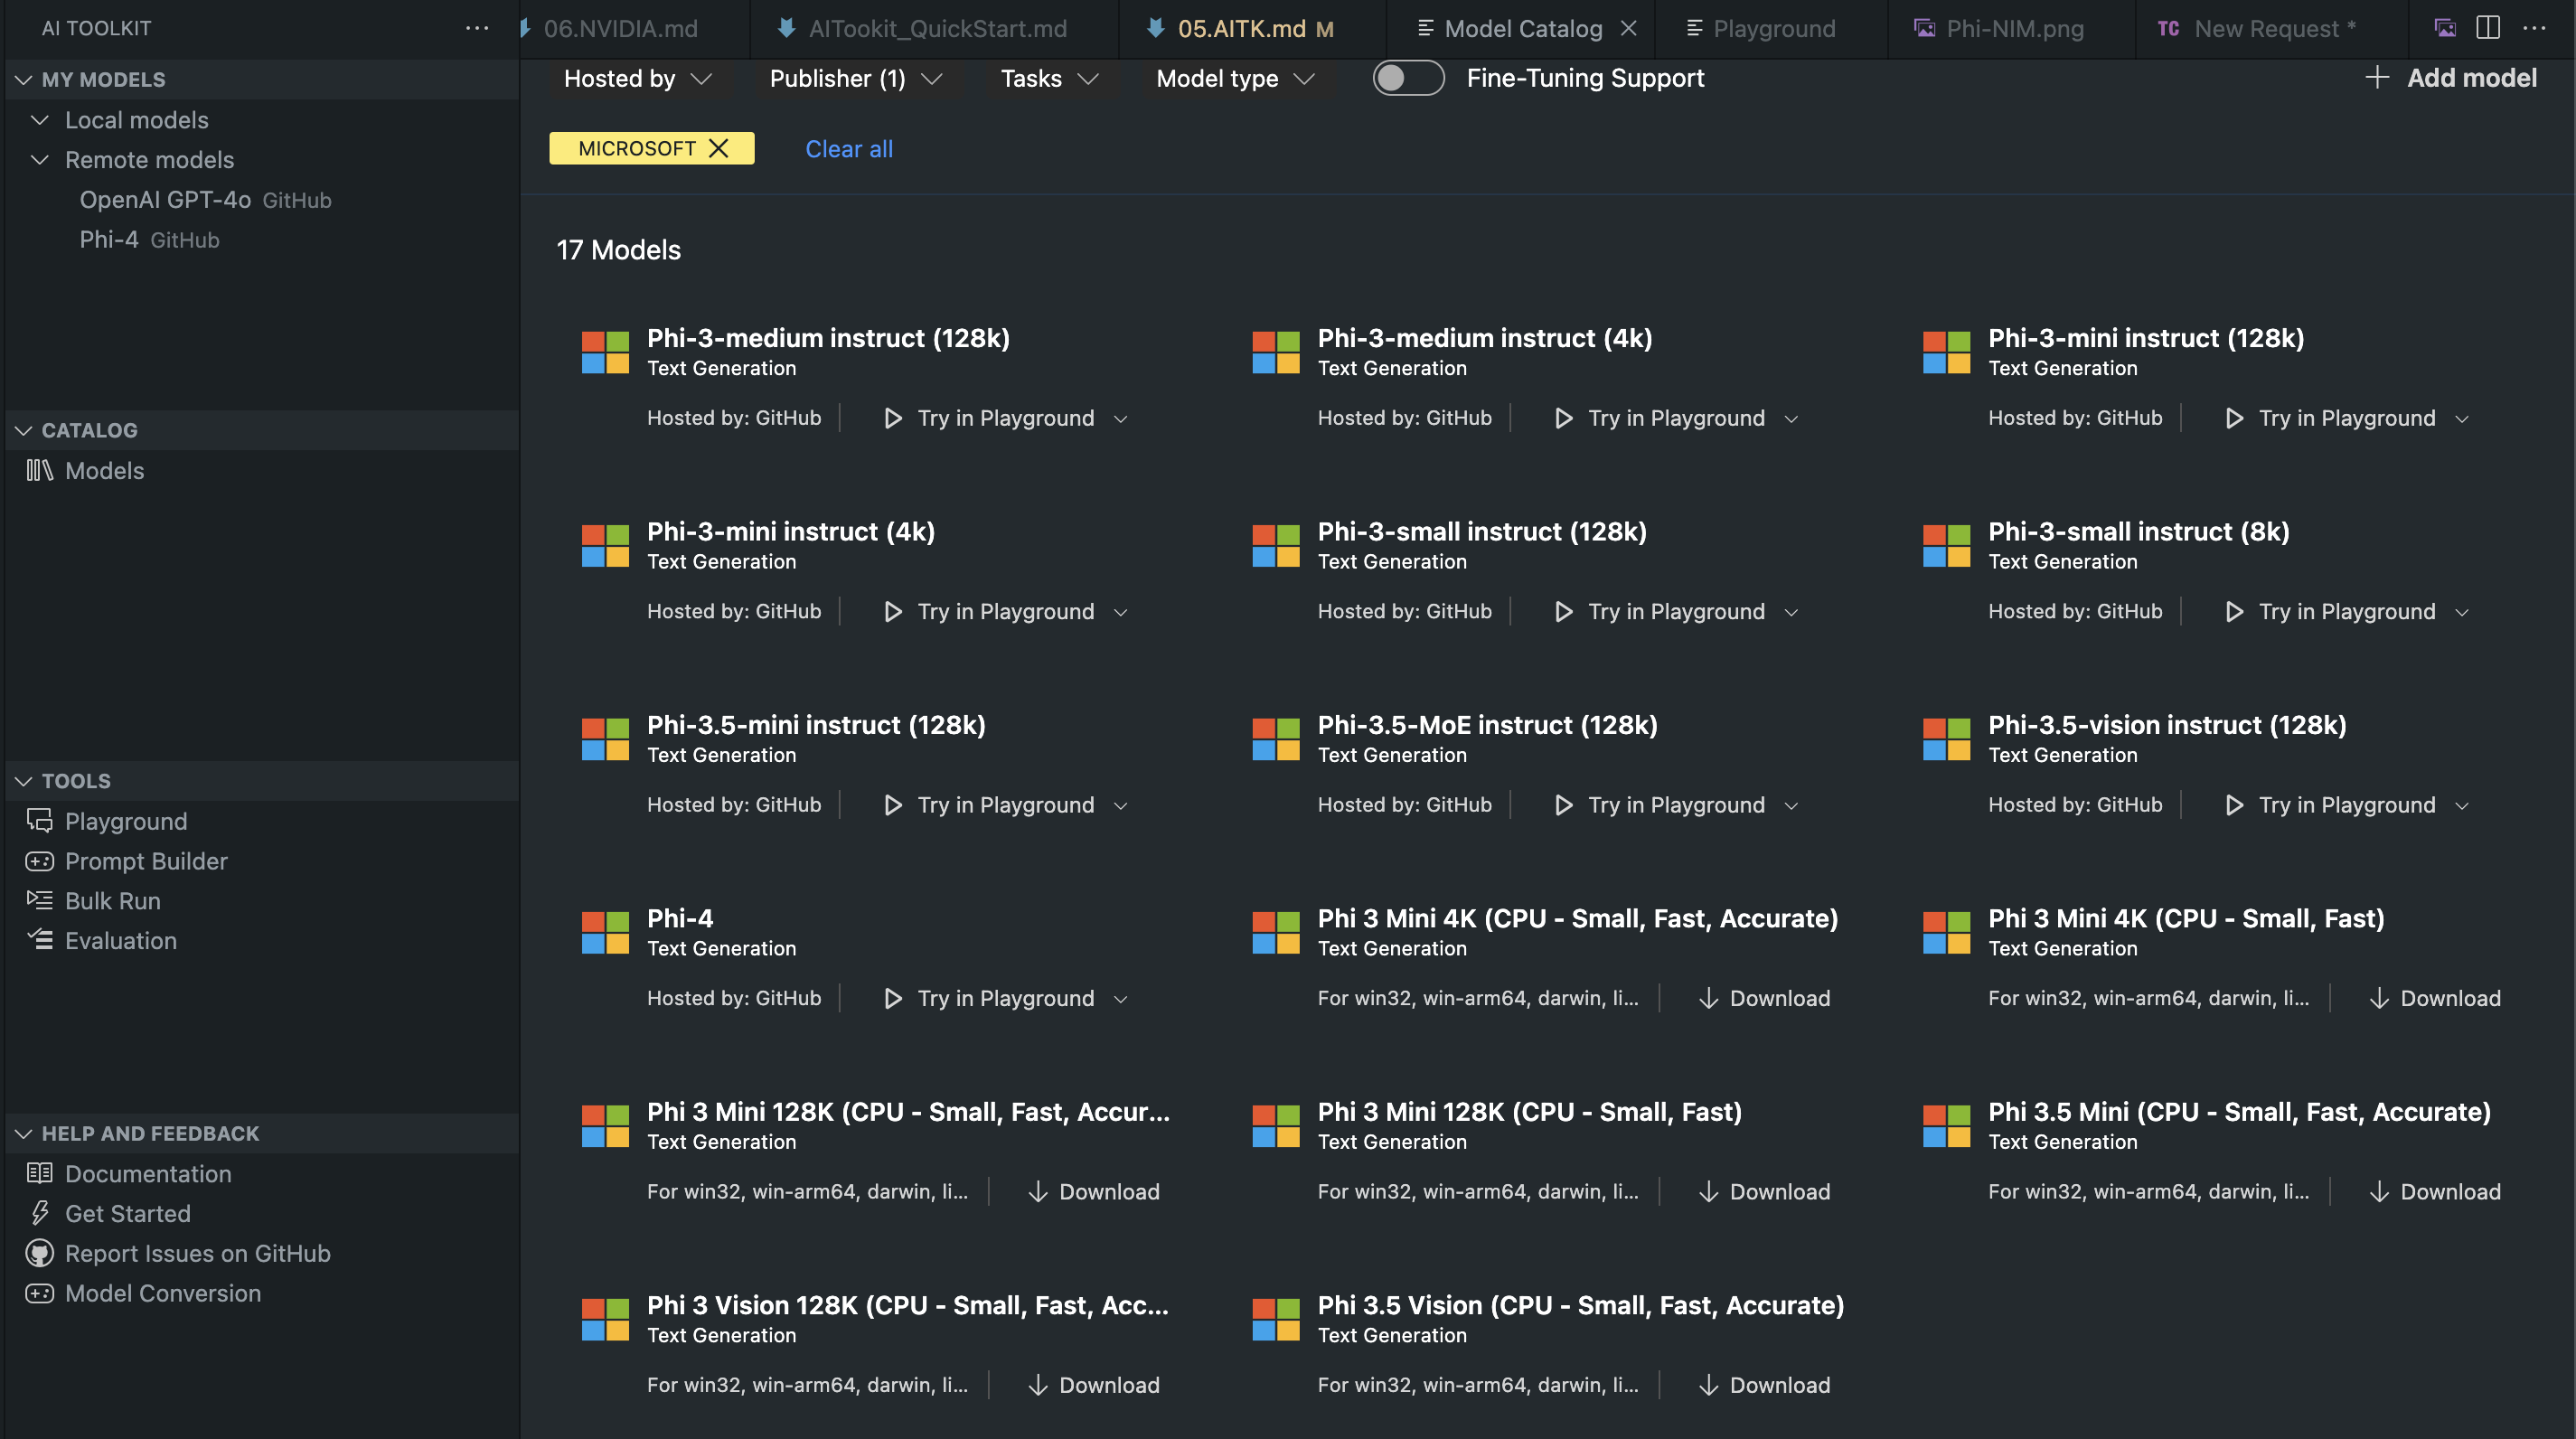 AI TOOLKIT
MY MODELS
Local models
Remote models
OpenAI GPT-4o GitHub
Phi-4 GitHub
CATALOG
Models
TOOLS
Playground
Prompt Builder
Bulk Run
Evaluation
HELP AND FEEDBACK
Documentation
Get Started
Report Issues on GitHub
Model Conversion
06.NVIDIA.md AITookit_QuickStart.md 05.AITK.md M Model Catalog Playground Phi-NIM.png TC New Request *
Hosted by Publisher (1) Tasks Model type Fine-Tuning Support Add model
MICROSOFT Clear all
17 Models
Phi-3-medium instruct (128k)
Text Generation
Hosted by: GitHub Try in Playground
Phi-3-medium instruct (4k)
Text Generation
Hosted by: GitHub Try in Playground
Phi-3-mini instruct (128k)
Text Generation
Hosted by: GitHub Try in Playground
Phi-3-mini instruct (4k)
Text Generation
Hosted by: GitHub Try in Playground
Phi-3-small instruct (128k)
Text Generation
Hosted by: GitHub Try in Playground
Phi-3-small instruct (8k)
Text Generation
Hosted by: GitHub Try in Playground
Phi-3.5-mini instruct (128k)
Text Generation
Hosted by: GitHub Try in Playground
Phi-3.5-MoE instruct (128k)
Text Generation
Hosted by: GitHub Try in Playground
Phi-3.5-vision instruct (128k)
Text Generation
Hosted by: GitHub Try in Playground
Phi-4
Text Generation
Hosted by: GitHub Try in Playground
Phi 3 Mini 4K (CPU - Small, Fast, Accurate)
Text Generation
For win32, win-arm64, darwin, li... Download
Phi 3 Mini 4K (CPU - Small, Fast)
Text Generation
For win32, win-arm64, darwin, li... Download
Phi 3 Mini 128K (CPU - Small, Fast, Accur...
Text Generation
For win32, win-arm64, darwin, li... Download
Phi 3 Mini 128K (CPU - Small, Fast)
Text Generation
For win32, win-arm64, darwin, li... Download
Phi 3.5 Mini (CPU - Small, Fast, Accurate)
Text Generation
For win32, win-arm64, darwin, li... Download
Phi 3 Vision 128K (CPU - Small, Fast, Acc...
Text Generation
For win32, win-arm64, darwin, li... Download
Phi 3.5 Vision (CPU - Small, Fast, Accurate)
Text Generation
For win32, win-arm64, darwin, li... Download